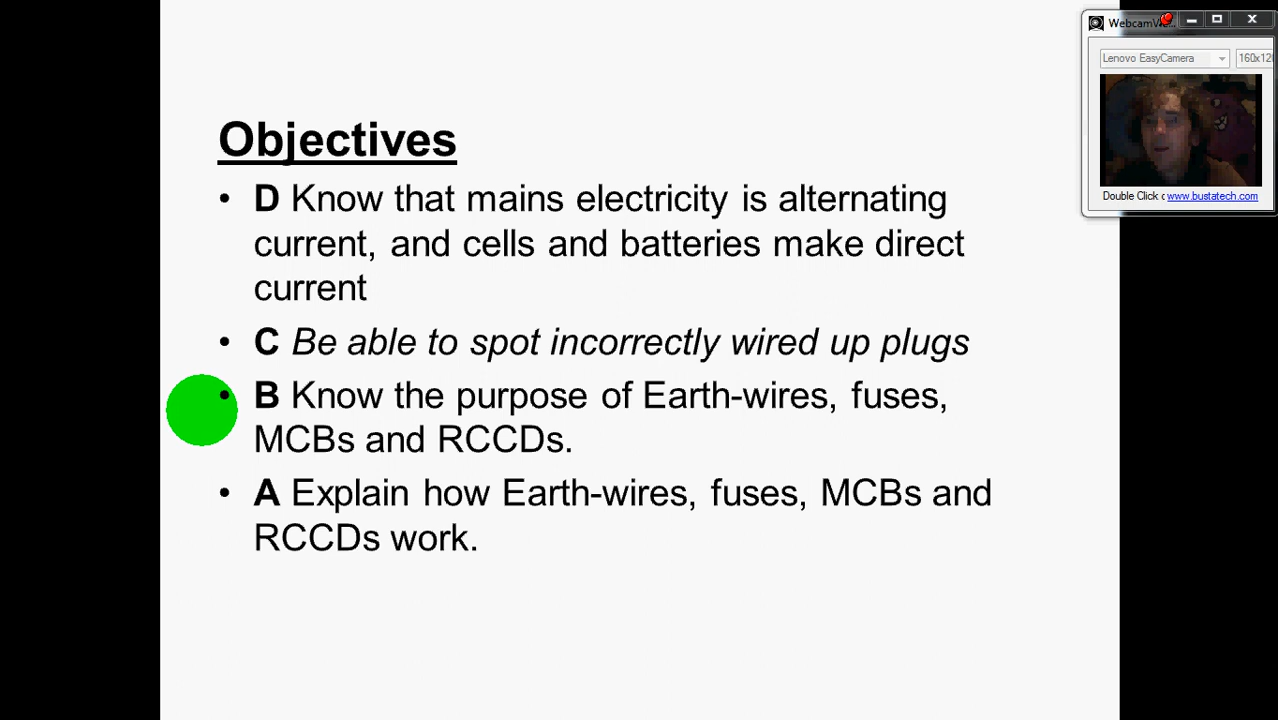 WebcamV...
Lenovo EasyCamera
160x12
Objectives
• D Know that mains electricity is alternating
current, and cells and batteries make direct
current
• C Be able to spot incorrectly wired up plugs
• B Know the purpose of Earth-wires, fuses,
MCBs and RCCDs.
• A Explain how Earth-wires, fuses, MCBs and
RCCDs work.
Double Click www.bustatech.com